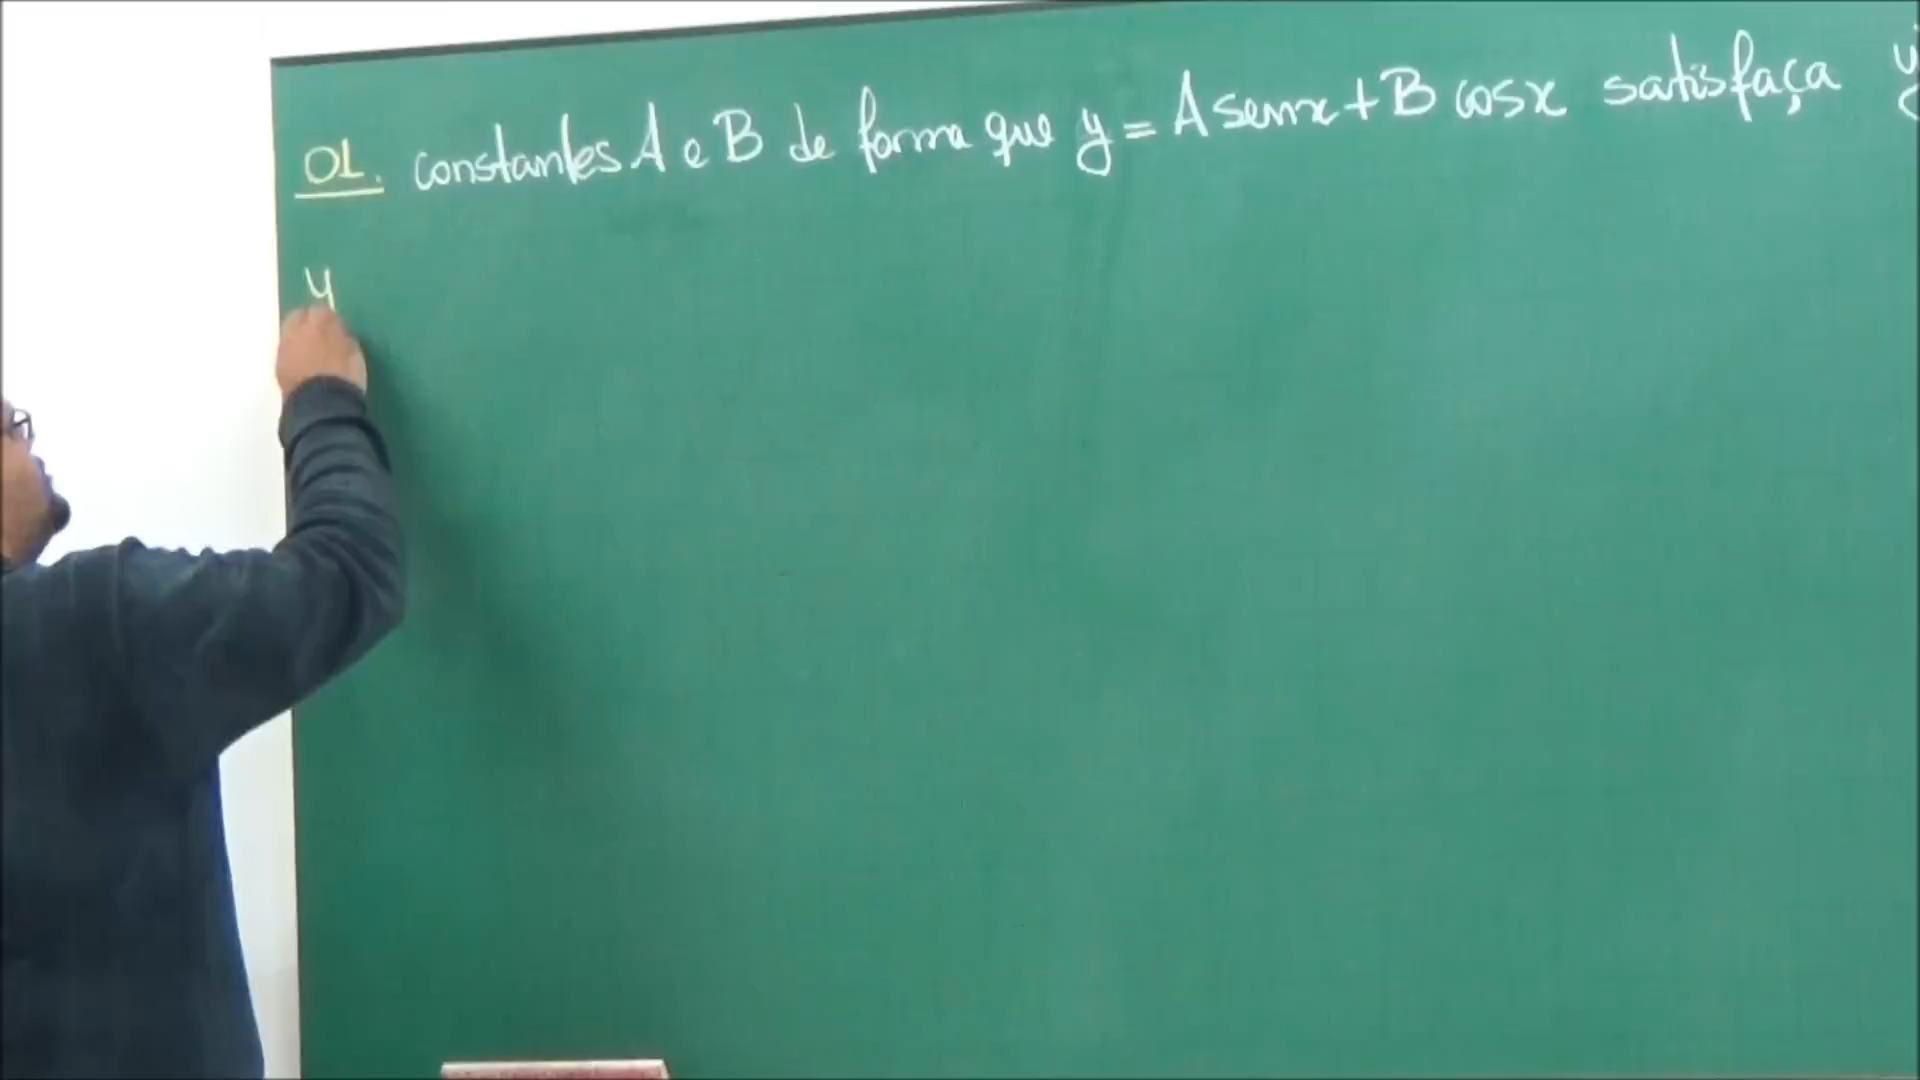 01. constantes A e B de forma que y = A senx + B cosx satisfaça y
y